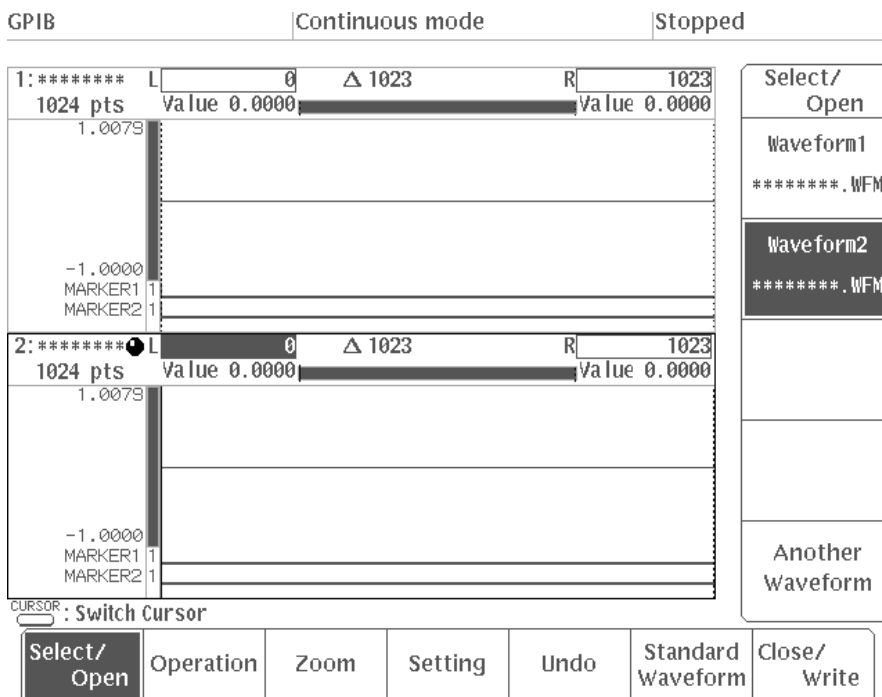 GPIB Continuous mode Stopped
1:******** L 0 Δ 1023 R 1023
1024 pts Value 0.0000 Value 0.0000
1.0079
-1.0000
MARKER1 1
MARKER2 1
2:******** L 0 Δ 1023 R 1023
1024 pts Value 0.0000 Value 0.0000
1.0079
-1.0000
MARKER1 1
MARKER2 1
CURSOR : Switch Cursor
Select/
Open
Waveform1
********.WFM
Waveform2
********.WFM
Another
Waveform
Select/
Open
Operation
Zoom
Setting
Undo
Standard
Waveform
Close/
Write